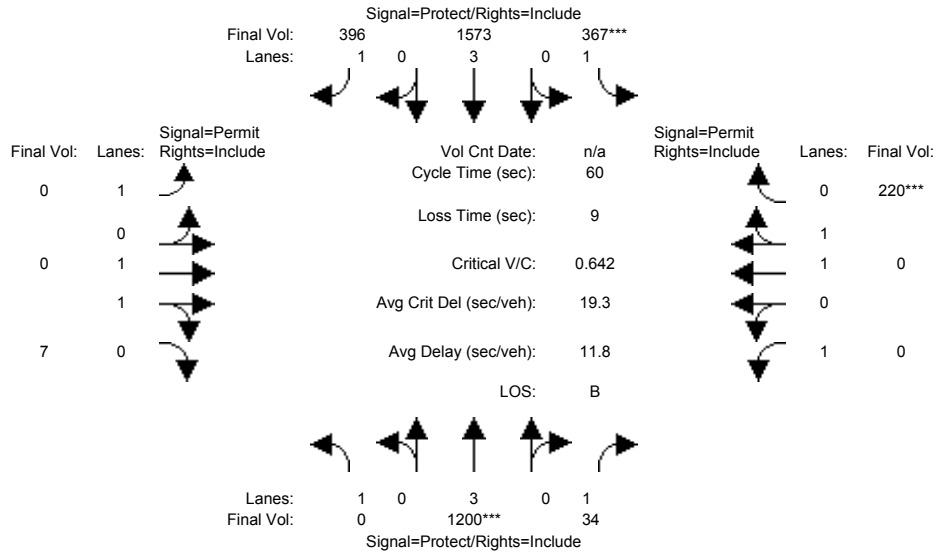 Signal=Protect/Rights=Include
Final Vol: 396 1573 367***
Lanes: 1 0 3 0 1
Signal=Permit Signal=Permit
Final Vol: Lanes: Rights=Include Vol Cnt Date: n/a Rights=Include Lanes: Final Vol:
Cycle Time (sec): 60
0 1 0 220***
Loss Time (sec): 9
0 1
0 1 Critical V/C: 0.642 1 0
1 Avg Crit Del (sec/veh): 19.3 0
7 0 Avg Delay (sec/veh): 11.8 1 0
LOS: B
Lanes: 1 0 3 0 1
Final Vol: 0 1200*** 34
Signal=Protect/Rights=Include